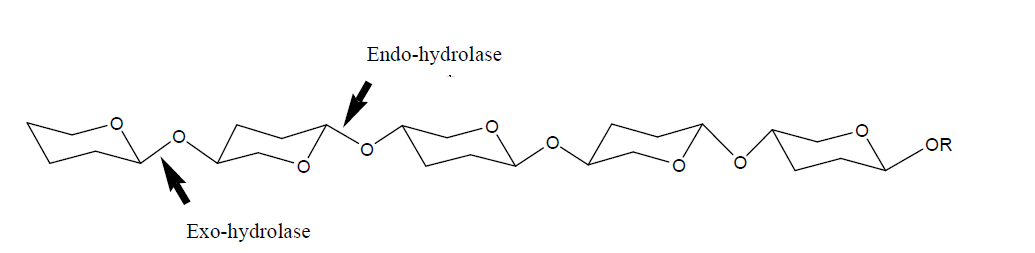 Endo-hydrolase
O O O O O O O O O OR
Exo-hydrolase